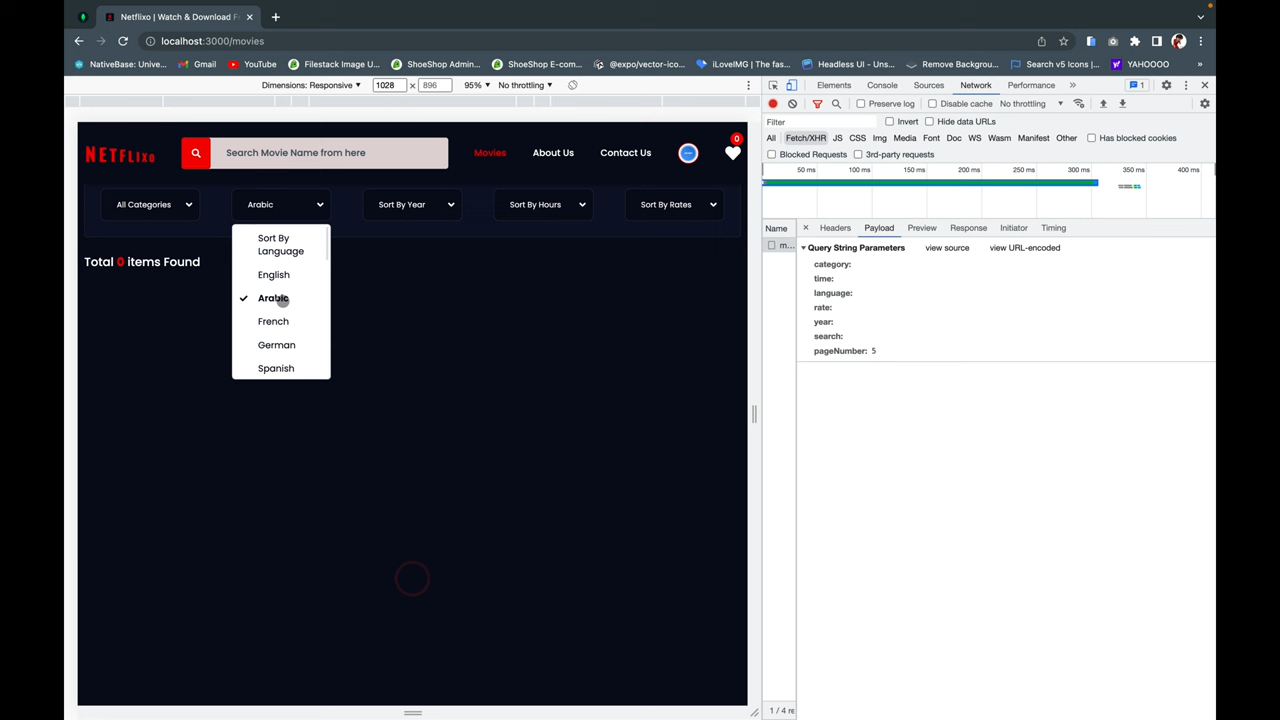 Netflixo | Watch & Download F
localhost:3000/movies
NativeBase: Unive...
Gmail
YouTube
Filestack Image U...
ShoeShop Admin...
ShoeShop E-com...
@expo/vector-ico...
iLoveIMG | The fas...
Headless UI - Uns...
Remove Backgrou...
Search v5 Icons |...
YAHOOOO
»
Dimensions: Responsive
1028 × 896
95%
No throttling
Elements
Console
Sources
Network
Performance
»
1
Preserve log
Disable cache
No throttling
Filter
Invert
Hide data URLs
All
Fetch/XHR
JS
CSS
Img
Media
Font
Doc
WS
Wasm
Manifest
Other
Has blocked cookies
Blocked Requests
3rd-party requests
50 ms
100 ms
150 ms
200 ms
250 ms
300 ms
350 ms
400 ms
NETFLIXO
Search Movie Name from here
Movies
About Us
Contact Us
0
All Categories
Arabic
Sort By Year
Sort By Hours
Sort By Rates
Sort By
Language
English
Arabic
French
German
Spanish
Total 0 items Found
Name
Headers
Payload
Preview
Response
Initiator
Timing
m...
Query String Parameters
view source
view URL-encoded
category:
time:
language:
rate:
year:
search:
pageNumber: 5
1 / 4 re